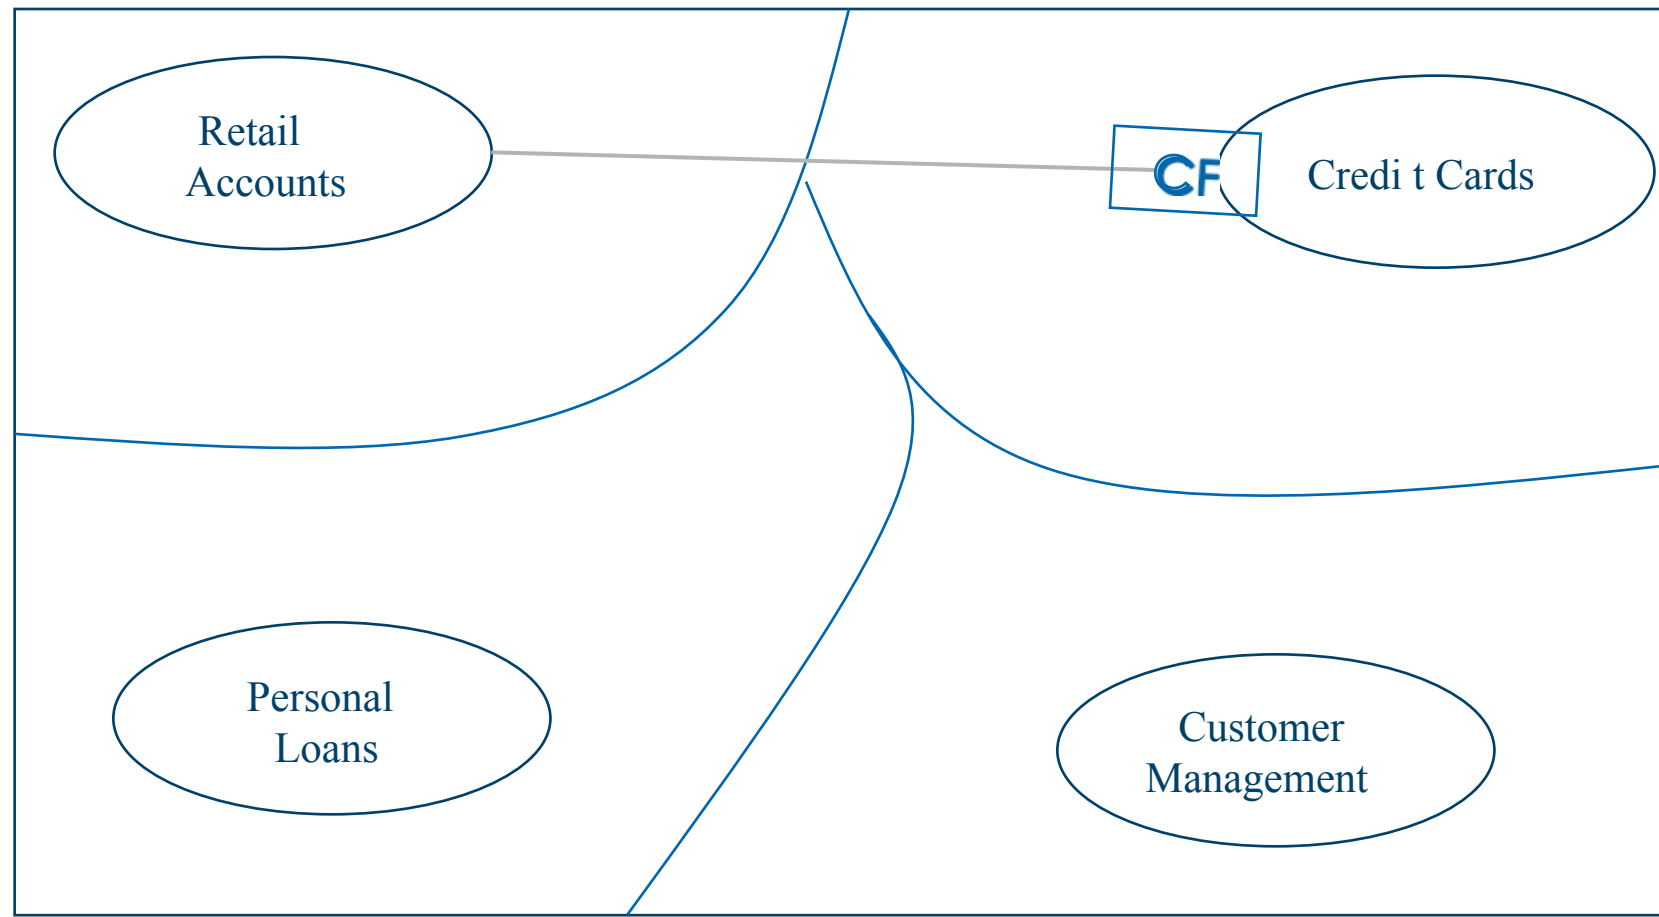 Retail
Accounts
CF
Credi t Cards
Personal
Loans
Customer
Management